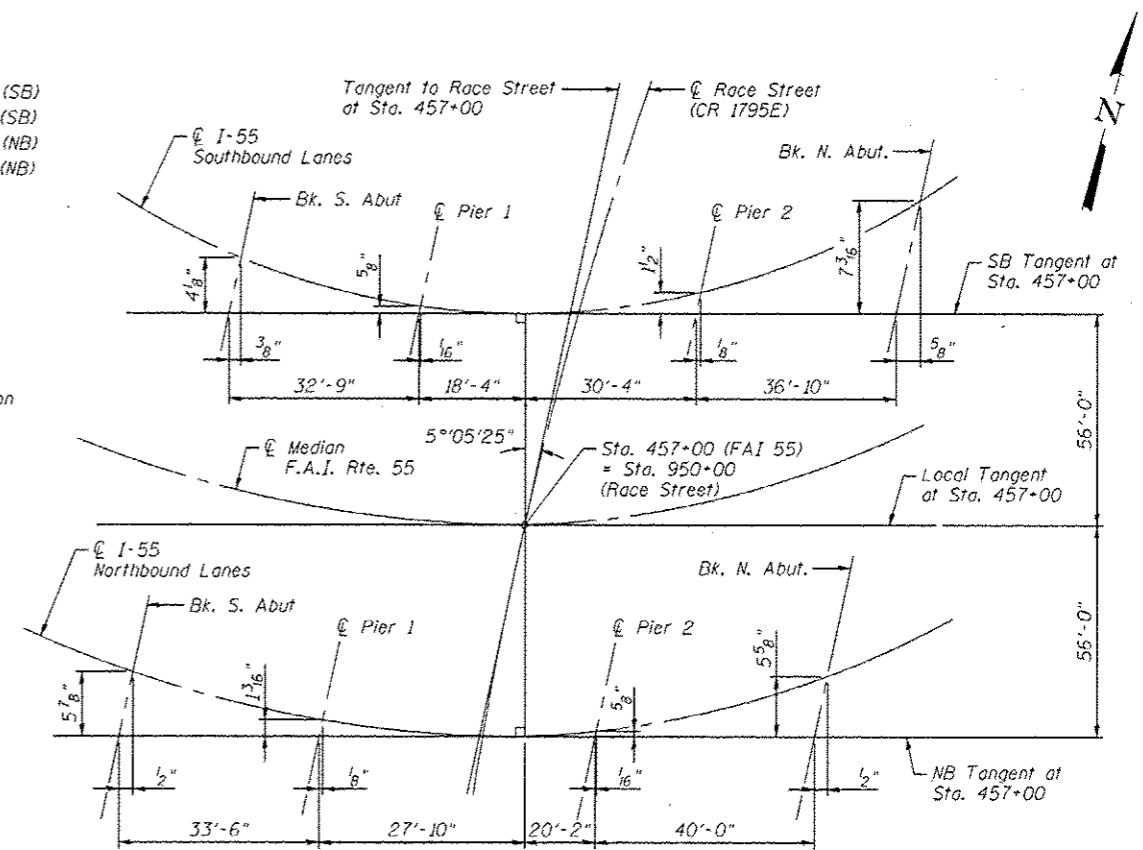 (SB)
(SB)
(NB)
(NB)
on
Tangent to Race Street
at Sta. 457+00
℄ Race Street
(CR 1795E)
N
℄ I-55
Southbound Lanes
Bk. S. Abut
℄ Pier 1
℄ Pier 2
Bk. N. Abut.
4 1/8"
5/8"
1 1/2"
7 3/16"
SB Tangent at
Sta. 457+00
3/8"
1/16"
1/8"
5/8"
32'-9"
18'-4"
30'-4"
36'-10"
56'-0"
5°05'25"
℄ Median
F.A.I. Rte. 55
Sta. 457+00 (FAI 55)
= Sta. 950+00
(Race Street)
Local Tangent
at Sta. 457+00
℄ I-55
Northbound Lanes
Bk. S. Abut
℄ Pier 1
℄ Pier 2
Bk. N. Abut.
56'-0"
5 7/8"
1 3/16"
5/8"
5 5/8"
1/2"
1/8"
1/16"
1/2"
NB Tangent at
Sta. 457+00
33'-6"
27'-10"
20'-2"
40'-0"